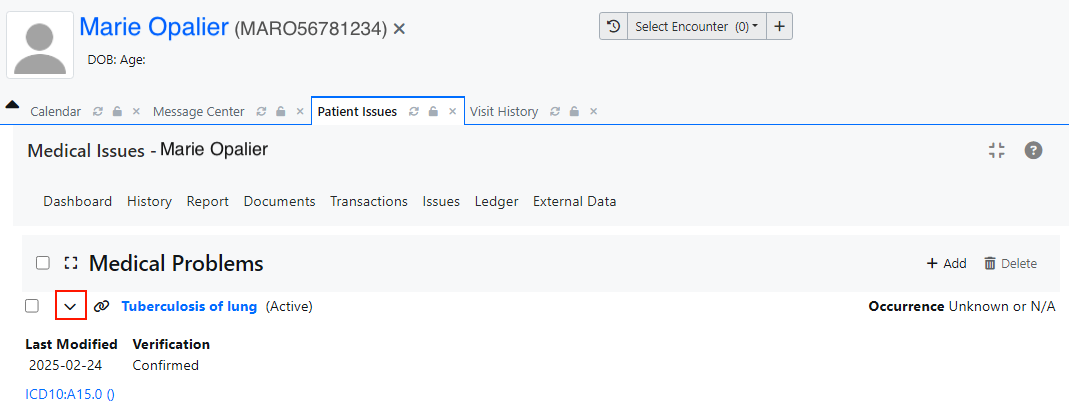 Marie Opalier (MARO56781234)
Select Encounter (0)
DOB: Age:
Calendar Message Center Patient Issues Visit History
Medical Issues - Marie Opalier
Dashboard History Report Documents Transactions Issues Ledger External Data
Medical Problems + Add Delete
Tuberculosis of lung (Active) Occurrence Unknown or N/A
Last Modified Verification
2025-02-24 Confirmed
ICD10:A15.0 ()